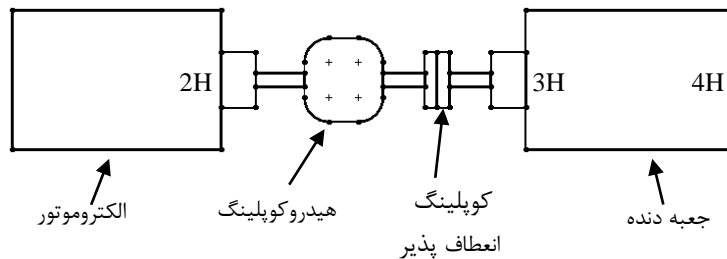 2H
3H
4H
الکتروموتور
هیدروکوپلینگ
کوپلینگ
انعطاف پذیر
جعبه دنده